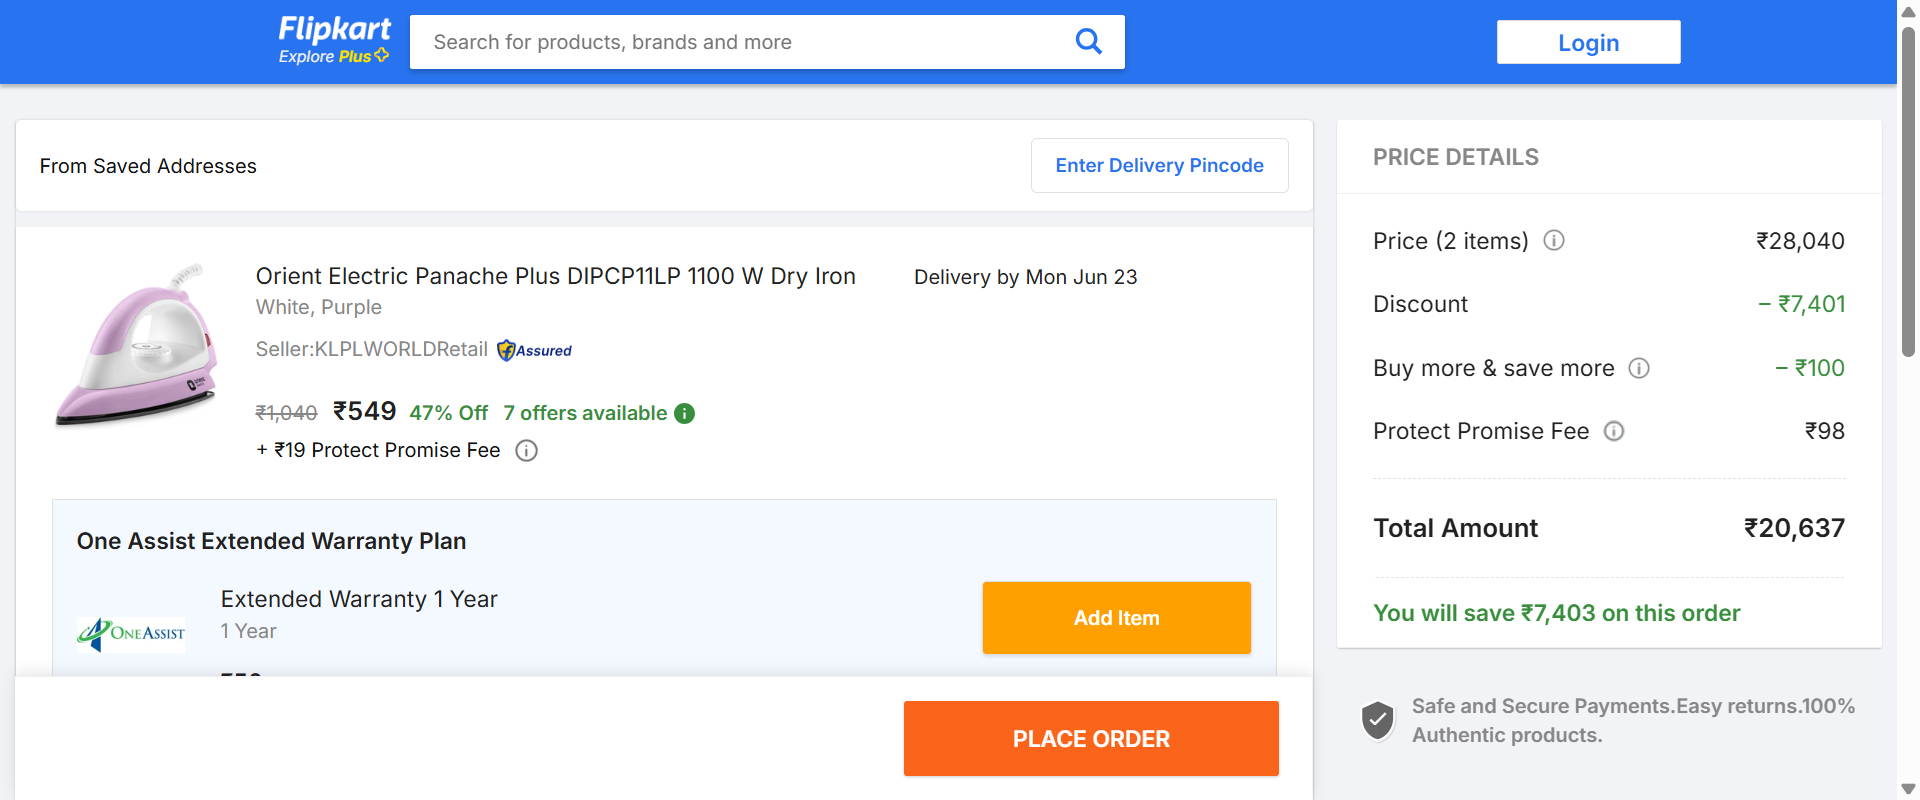 Flipkart
Explore Plus
Search for products, brands and more
Login
From Saved Addresses
Enter Delivery Pincode
Orient Electric Panache Plus DIPCP11LP 1100 W Dry Iron
White, Purple
Seller:KLPLWORLDRetail
Assured
Delivery by Mon Jun 23
₹1,040 ₹549 47% Off 7 offers available
+ ₹19 Protect Promise Fee
One Assist Extended Warranty Plan
ONEASSIST
Extended Warranty 1 Year
1 Year
Add Item
PLACE ORDER
PRICE DETAILS
Price (2 items) ₹28,040
Discount − ₹7,401
Buy more & save more − ₹100
Protect Promise Fee ₹98
Total Amount ₹20,637
You will save ₹7,403 on this order
Safe and Secure Payments.Easy returns.100%
Authentic products.